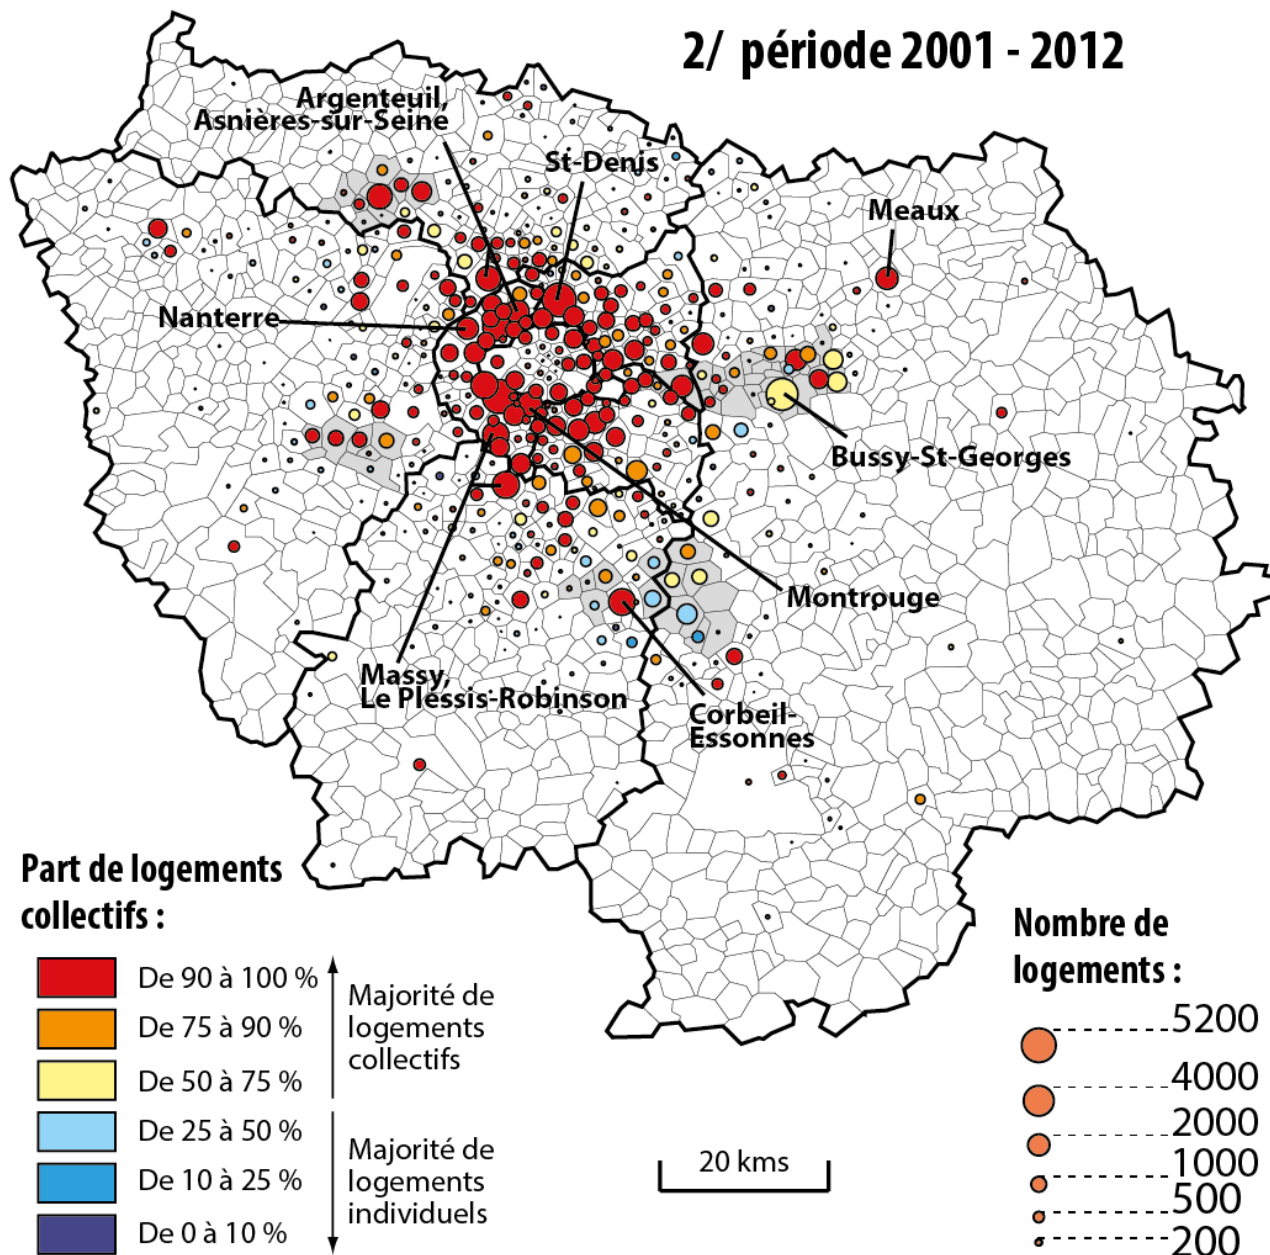 2/ période 2001 - 2012
Argenteuil,
Asnières-sur-Seine
St-Denis
Meaux
Nanterre
Bussy-St-Georges
Montrouge
Massy,
Le Plessis-Robinson
Corbeil-
Essonnes
Part de logements
collectifs :
De 90 à 100 %
De 75 à 90 %
De 50 à 75 %
Majorité de
logements
collectifs
De 25 à 50 %
De 10 à 25 %
De 0 à 10 %
Majorité de
logements
individuels
20 kms
Nombre de
logements :
5200
4000
2000
1000
500
200